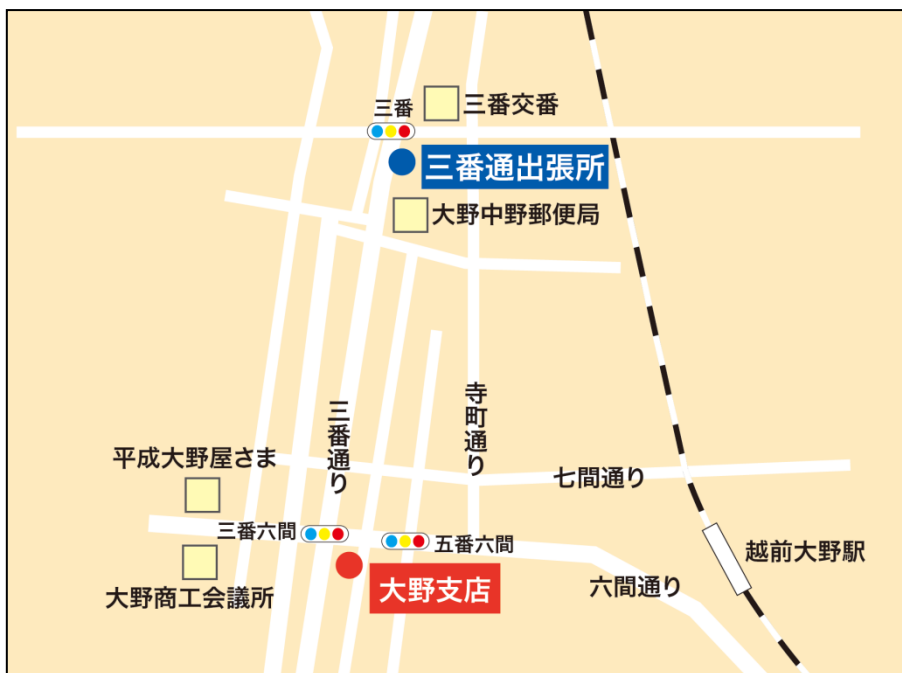 三番
三番交番
三番通出張所
大野中野郵便局
三番通り
寺町通り
平成大野屋さま
七間通り
三番六間
五番六間
越前大野駅
大野商工会議所
大野支店
六間通り